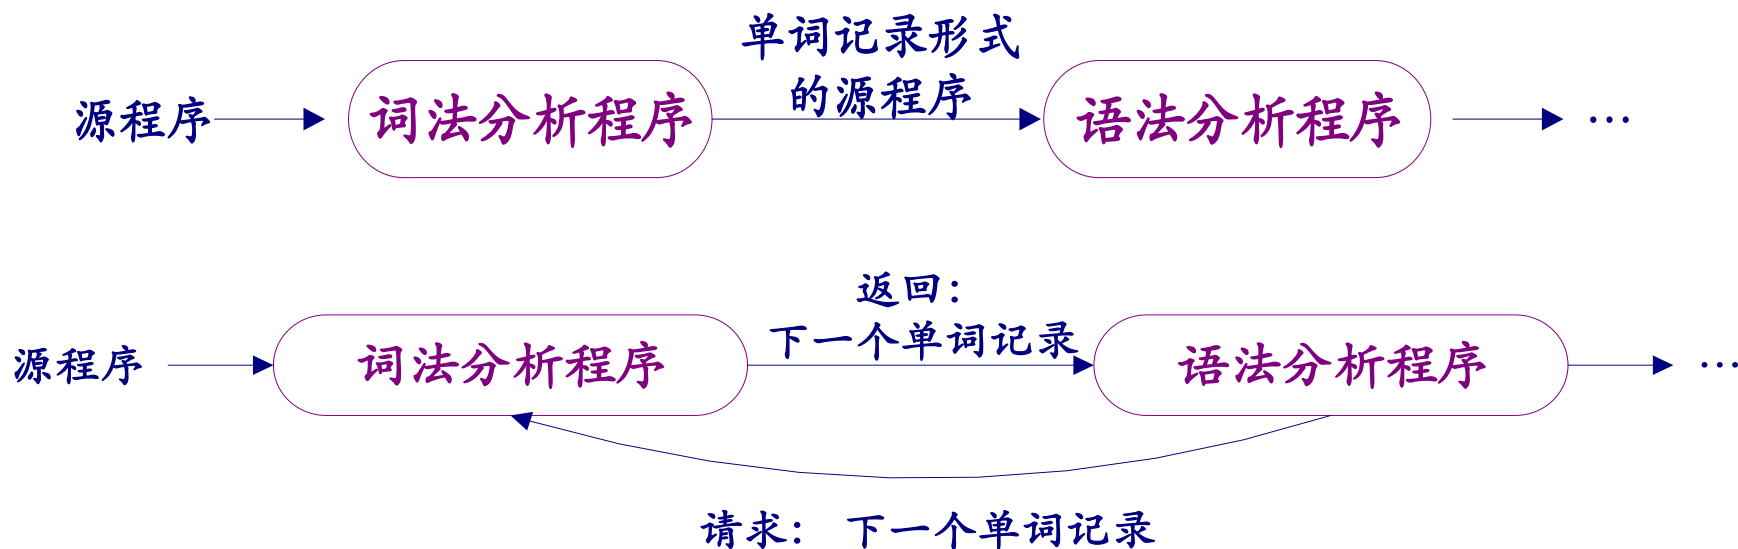 单词记录形式
的源程序
源程序
词法分析程序
语法分析程序
…
返回：
下一个单词记录
源程序
词法分析程序
语法分析程序
…
请求： 下一个单词记录